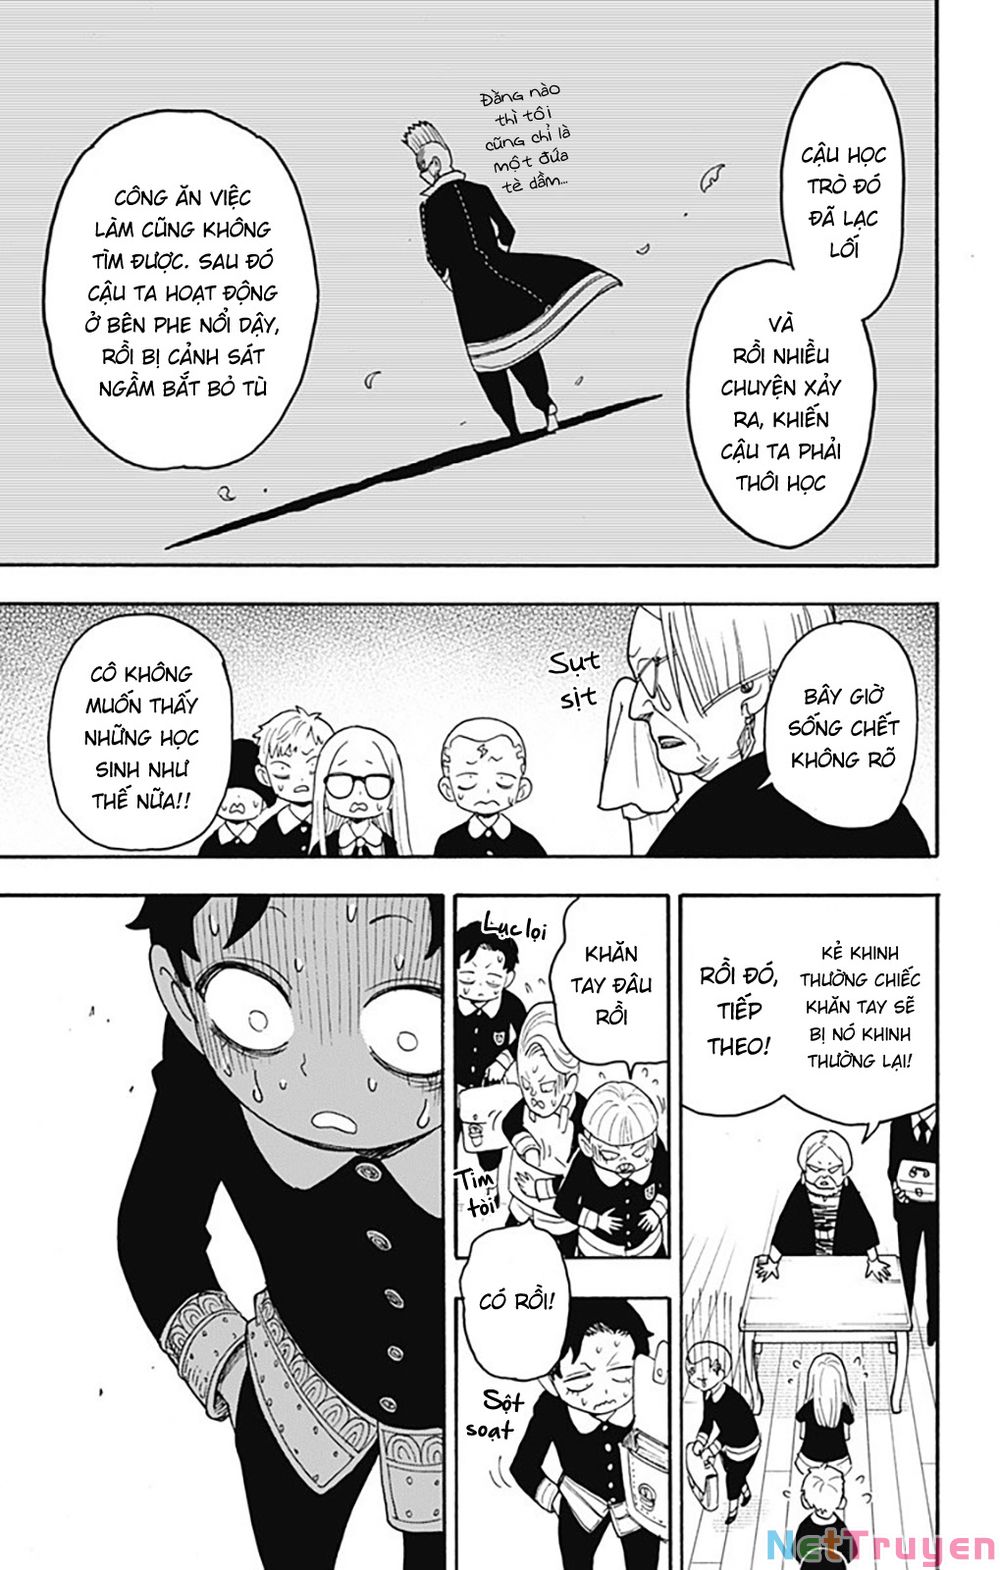 CẬU HỌC
TRÒ ĐÓ
ĐÃ LẠC
LỐI
VÀ
RỒI NHIỀU
CHUYỆN XẢY
RA, KHIẾN
CẬU TA PHẢI
THÔI HỌC
Đằng nào
thì tôi
cũng chỉ là
một đứa
tè dầm...
CÔNG ĂN VIỆC
LÀM CŨNG KHÔNG
TÌM ĐƯỢC. SAU ĐÓ
CẬU TA HOẠT ĐỘNG
Ở BÊN PHE NỔI DẬY,
RỒI BỊ CẢNH SÁT
NGẦM BẮT BỎ TÙ
BÂY GIỜ
SỐNG CHẾT
KHÔNG RÕ
Sụt
sịt
CÔ KHÔNG
MUỐN THẤY
NHỮNG HỌC
SINH NHƯ
THẾ NỮA!!
KẺ KHINH
THƯỜNG CHIẾC
KHĂN TAY SẼ
BỊ NÓ KHINH
THƯỜNG LẠI!
RỒI ĐÓ,
TIẾP
THEO!
KHĂN
TAY ĐÂU
RỒI
Lục lọi
Tìm
tòi
CÓ RỒI!
Sột
soạt
NetTruyen